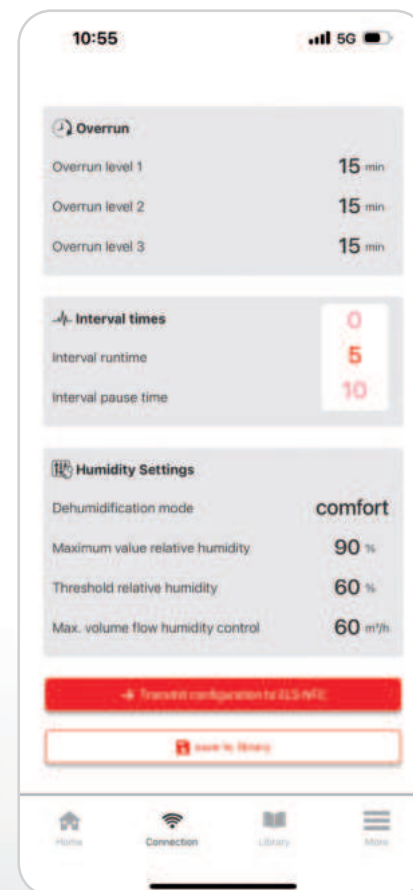 10:55 5G
Overrun
Overrun level 1 15 min
Overrun level 2 15 min
Overrun level 3 15 min
Interval times 0
Interval runtime 5
Interval pause time 10
Humidity Settings
Dehumidification mode comfort
Maximum value relative humidity 90 %
Threshold relative humidity 60 %
Max. volume flow humidity control 60 m³/h
Transmit configuration to ELS NFC
save to library
Home Connection Library More